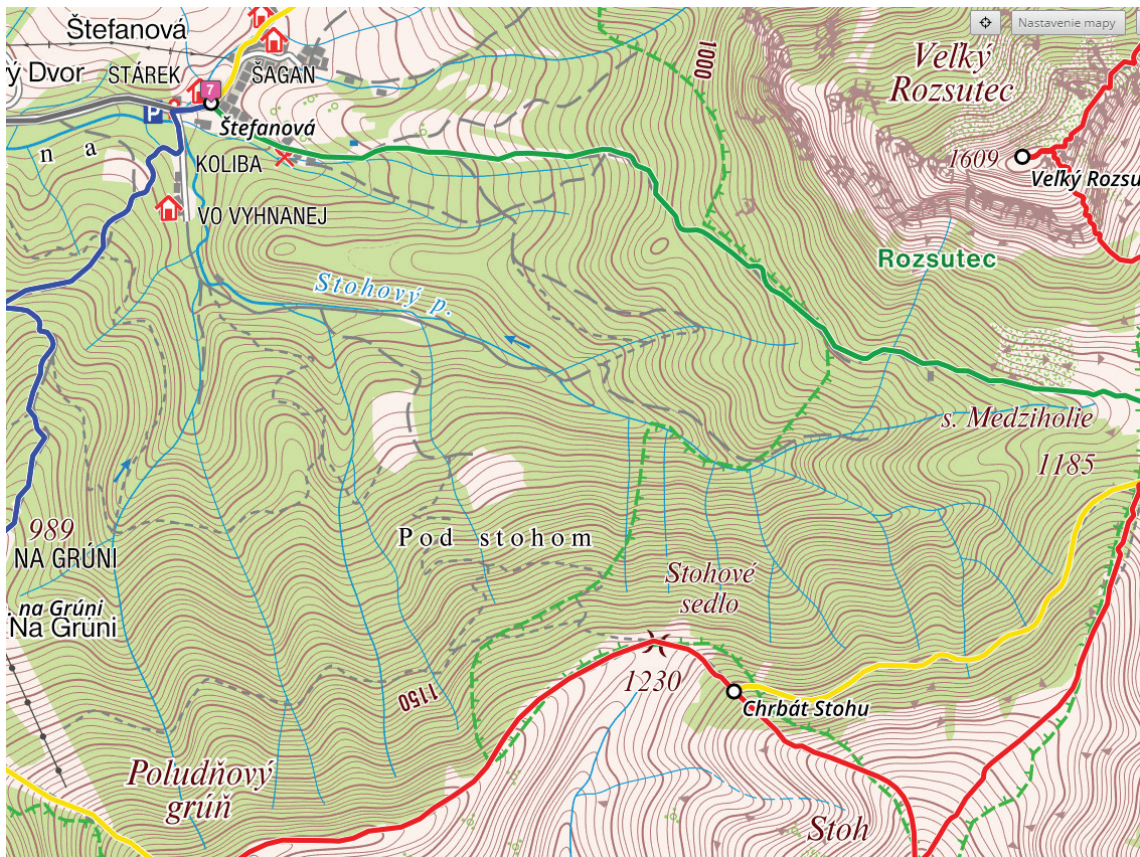 Nastavenie mapy
Štefanová
1000
Veľký
Rozsutec
ý Dvor
STÁREK
ŠAGAN
7
P
Štefanová
n a
KOLIBA
1609
Veľký Rozsu
VO VYHNANEJ
Rozsutec
Stohový p.
s. Medziholie
1185
989
NA GRÚNI
Pod stohom
Stohové
sedlo
na Grúni
Na Grúni
1150
1230
Chrbát Stohu
Poludňový
grúň
Stoh